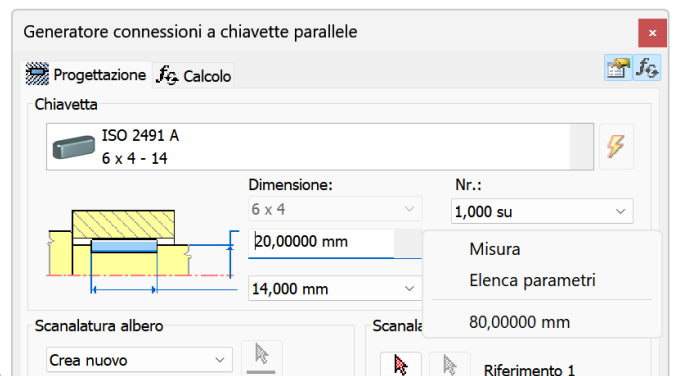 Generatore connessioni a chiavette parallele
Progettazione
Calcolo
Chiavetta
ISO 2491 A
6 x 4 - 14
Dimensione:
Nr.:
6 x 4
1,000 su
20,00000 mm
Misura
Elenca parametri
14,000 mm
80,00000 mm
Scanalatura albero
Crea nuovo
Riferimento 1